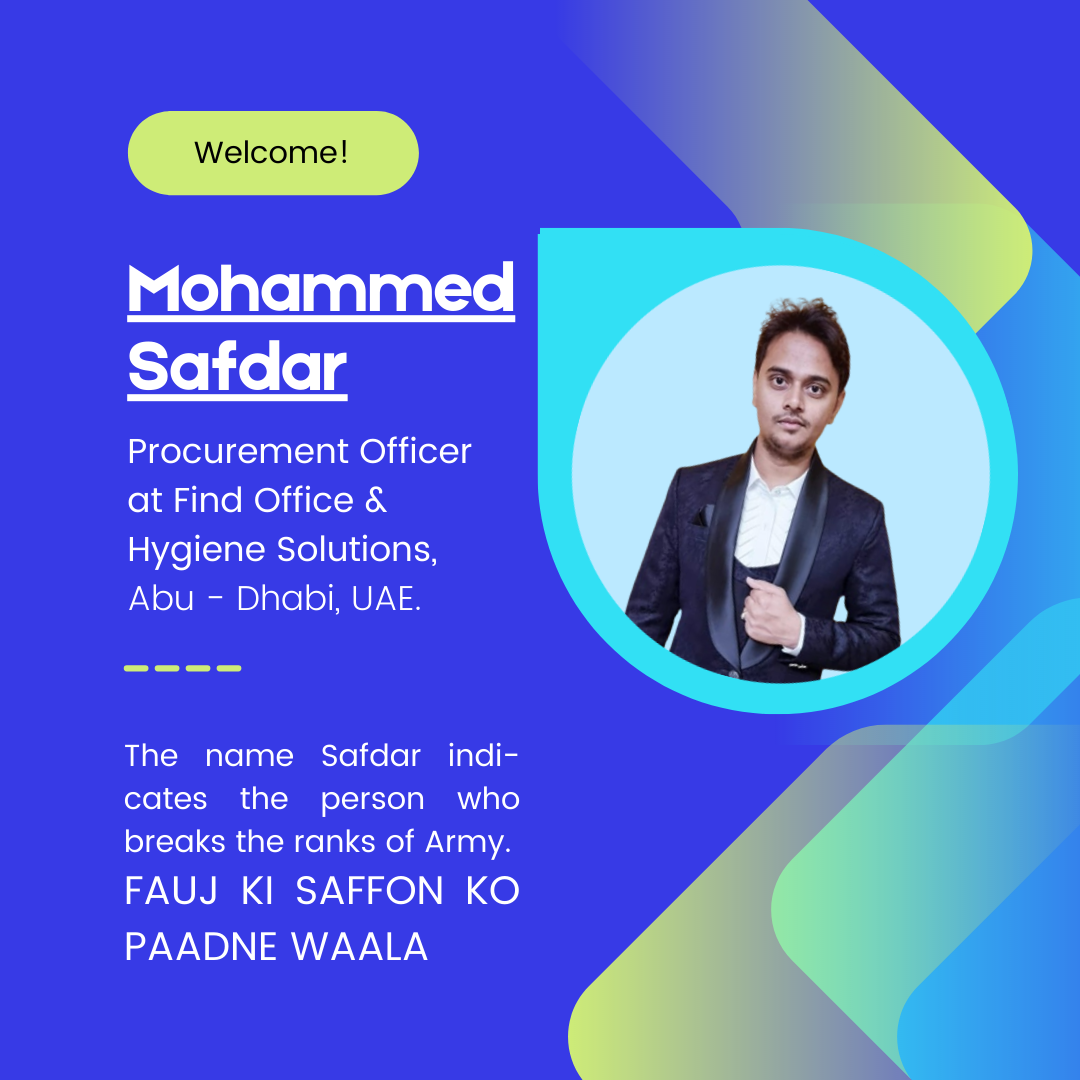 Welcome!
Mohammed
Safdar
Procurement Officer
at Find Office &
Hygiene Solutions,
Abu - Dhabi, UAE.
The name Safdar indi-
cates the person who
breaks the ranks of Army.
FAUJ KI SAFFON KO
PAADNE WAALA